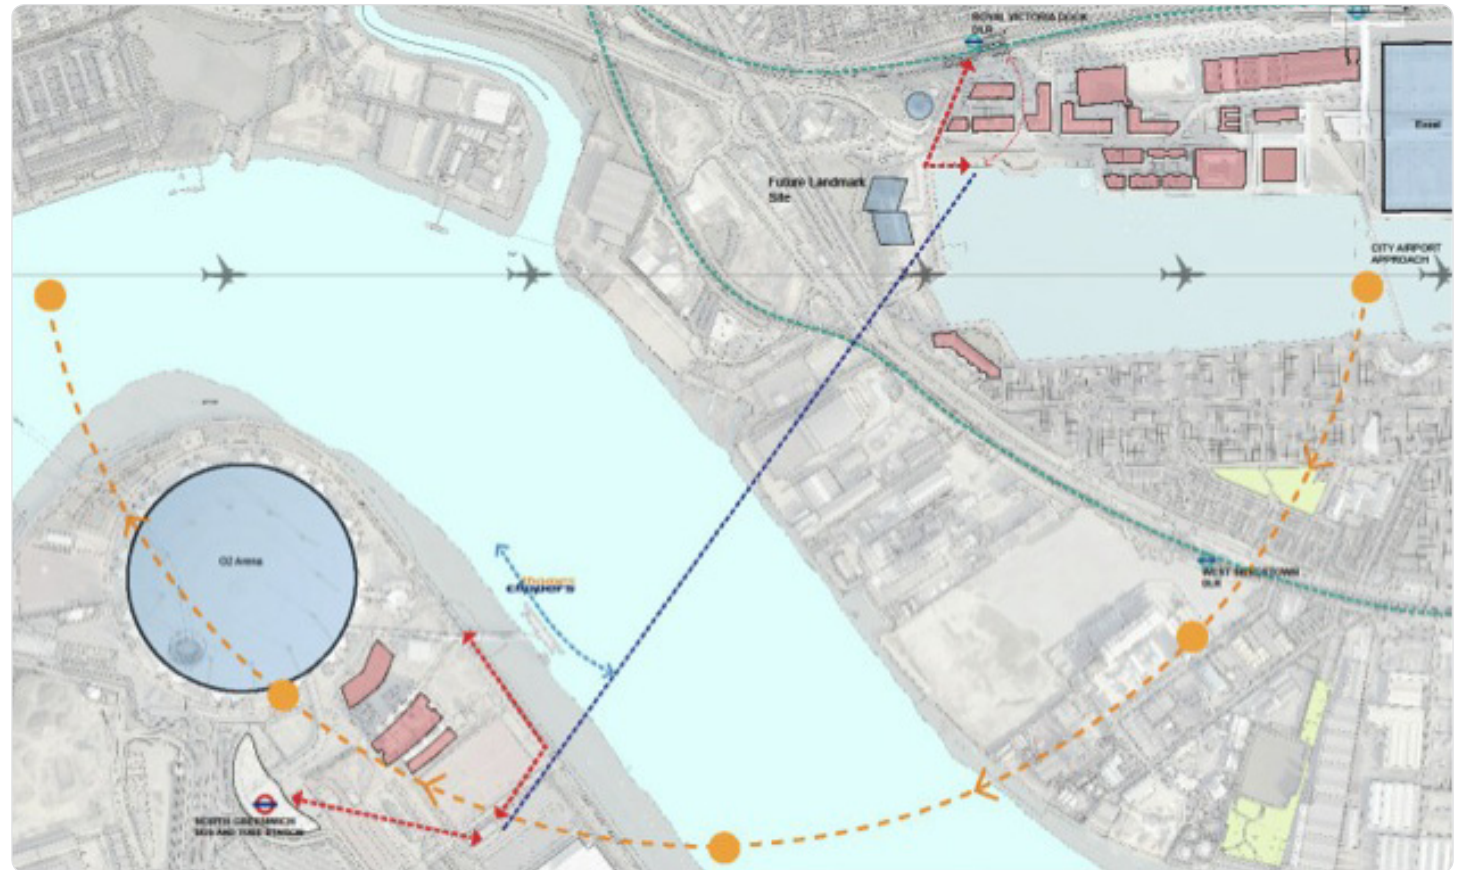 ROYAL VICTORIA DOCK
DLR
Excel
Future Landmark
Site
CITY AIRPORT
APPROACH
O2 Arena
thames
clippers
WEST SILVERTOWN
DLR
NORTH GREENWICH
BUS AND TUBE STATION